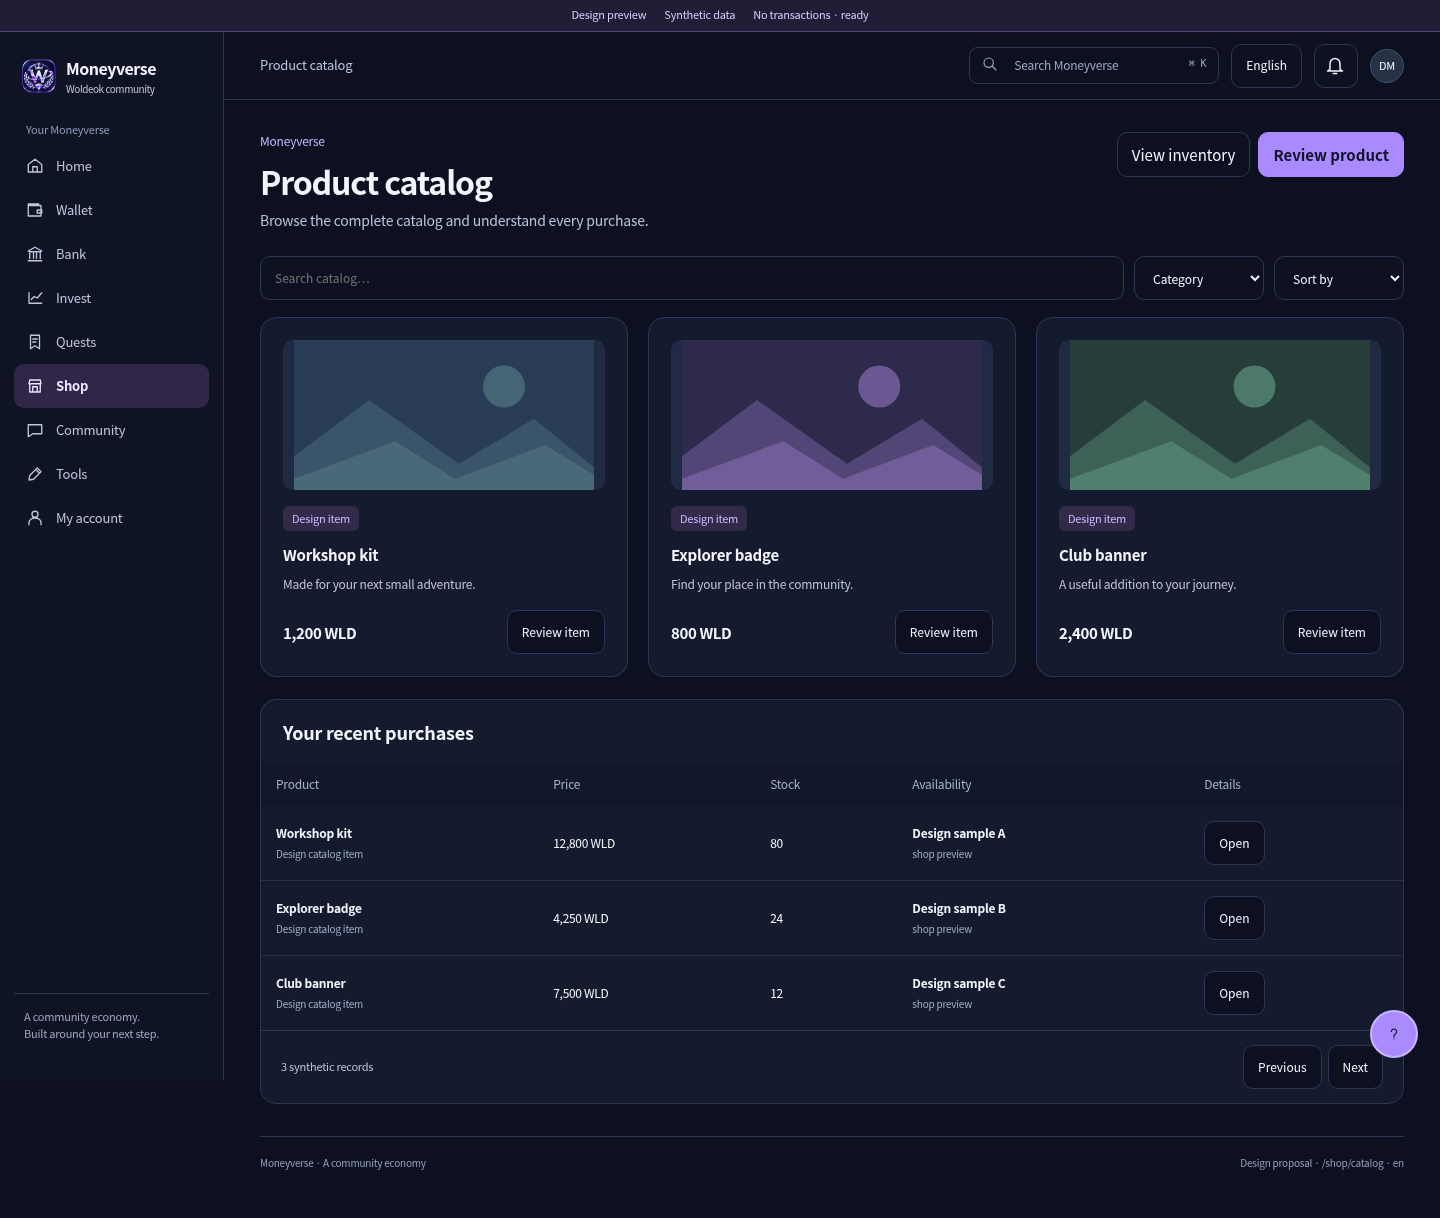 Design preview Synthetic data No transactions · ready
Moneyverse
Woldeok community
Your Moneyverse
Home
Wallet
Bank
Invest
Quests
Shop
Community
Tools
My account
A community economy.
Built around your next step.
Product catalog
Search Moneyverse ⌘ K
English
DM
Moneyverse
Product catalog
Browse the complete catalog and understand every purchase.
View inventory
Review product
Search catalog…
Category
Sort by
Design item
Workshop kit
Made for your next small adventure.
1,200 WLD
Review item
Design item
Explorer badge
Find your place in the community.
800 WLD
Review item
Design item
Club banner
A useful addition to your journey.
2,400 WLD
Review item
Your recent purchases
Product Price Stock Availability Details
Workshop kit
Design catalog item
12,800 WLD
80
Design sample A
shop preview
Open
Explorer badge
Design catalog item
4,250 WLD
24
Design sample B
shop preview
Open
Club banner
Design catalog item
7,500 WLD
12
Design sample C
shop preview
Open
?
3 synthetic records
Previous
Next
Moneyverse · A community economy
Design proposal · /shop/catalog · en